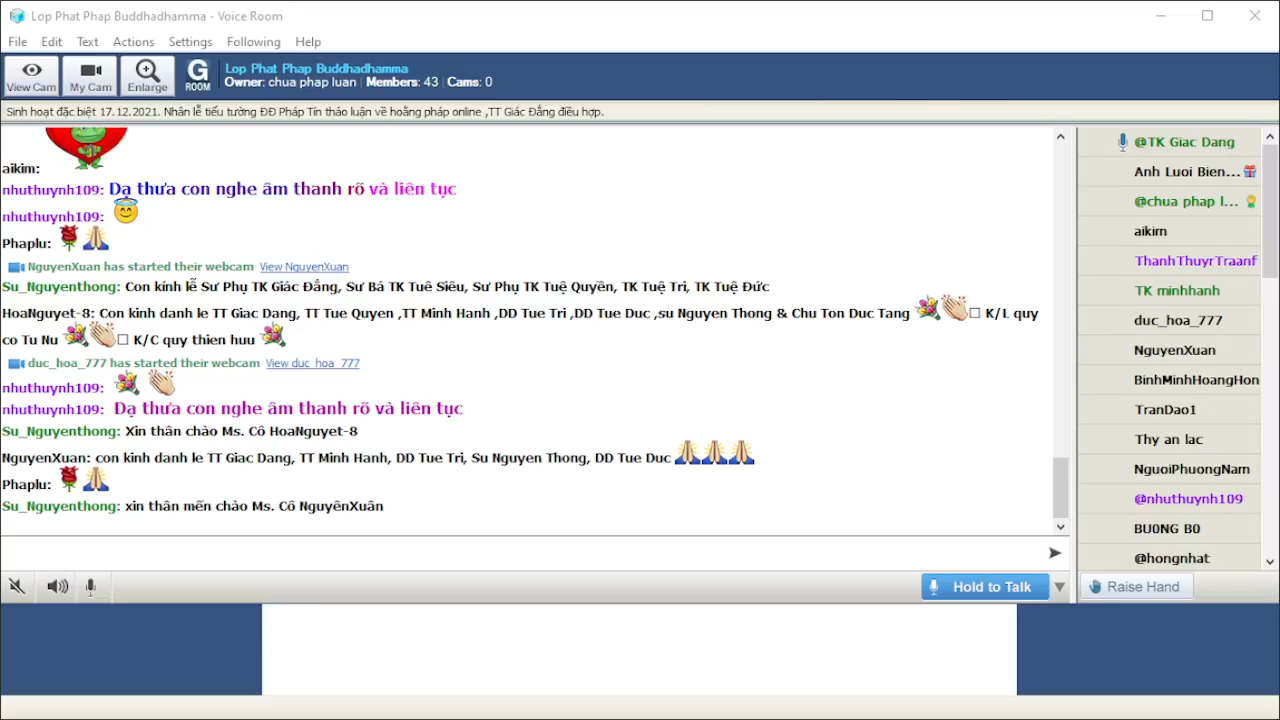 Lop Phat Phap Buddhadhamma - Voice Room
File Edit Text Actions Settings Following Help
View Cam My Cam Enlarge G ROOM
Lop Phat Phap Buddhadhamma
Owner: chua phap luan | Members: 43 | Cams: 0
Sinh hoạt đặc biệt 17.12.2021. Nhân lễ tiểu tường ĐĐ Pháp Tín thảo luận về hoằng pháp online ,TT Giác Đẳng điều hợp.
aikim:
nhuthuynh109: Dạ thưa con nghe âm thanh rõ và liên tục
nhuthuynh109:
Phaplu:
NguyenXuan has started their webcam View NguyenXuan
Su_Nguyenthong: Con kính lễ Sư Phụ TK Giác Đẳng, Sư Bá TK Tuê Siêu, Sư Phụ TK Tuệ Quyền, TK Tuệ Tri, TK Tuệ Đức
HoaNguyet-8: Con kinh danh le TT Giac Dang, TT Tue Quyen ,TT Minh Hanh ,DD Tue Tri ,DD Tue Duc ,su Nguyen Thong & Chu Ton Duc Tang □ K/L quy
co Tu Nu □ K/C quy thien huu
duc_hoa_777 has started their webcam View duc_hoa_777
nhuthuynh109:
nhuthuynh109: Dạ thưa con nghe âm thanh rõ và liên tục
Su_Nguyenthong: Xin thân chào Ms. Cô HoaNguyet-8
NguyenXuan: con kinh danh le TT Giac Dang, TT Minh Hanh, DD Tue Tri, Su Nguyen Thong, DD Tue Duc
Phaplu:
Su_Nguyenthong: xin thân mến chào Ms. Cô NguyênXuân
@TK Giac Dang
Anh Luoi Bien...
@chua phap l...
aikim
ThanhThuyrTraanf
TK minhhanh
duc_hoa_777
NguyenXuan
BinhMinhHoangHon
TranDao1
Thy an lac
NguoiPhuongNam
@nhuthuynh109
BU0NG B0
@hongnhat
Hold to Talk
Raise Hand